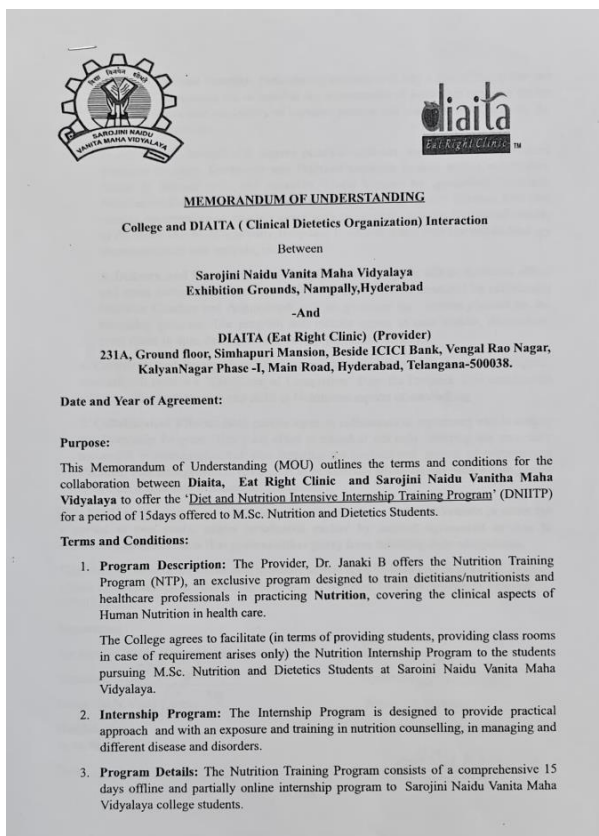 विद्या विनयेन शोभते
SAROJINI NAIDU
VANITA MAHA VIDYALAYA
diaita
Eat Right Clinic TM
MEMORANDUM OF UNDERSTANDING
College and DIAITA ( Clinical Dietetics Organization) Interaction
Between
Sarojini Naidu Vanita Maha Vidyalaya
Exhibition Grounds, Nampally,Hyderabad
-And
DIAITA (Eat Right Clinic) (Provider)
231A, Ground floor, Simhapuri Mansion, Beside ICICI Bank, Vengal Rao Nagar,
KalyanNagar Phase -I, Main Road, Hyderabad, Telangana-500038.
Date and Year of Agreement:
Purpose:
This Memorandum of Understanding (MOU) outlines the terms and conditions for the
collaboration between Diaita, Eat Right Clinic and Sarojini Naidu Vanitha Maha
Vidyalaya to offer the ‘Diet and Nutrition Intensive Internship Training Program’ (DNIITP)
for a period of 15days offered to M.Sc. Nutrition and Dietetics Students.
Terms and Conditions:
1. Program Description: The Provider, Dr. Janaki B offers the Nutrition Training
Program (NTP), an exclusive program designed to train dietitians/nutritionists and
healthcare professionals in practicing Nutrition, covering the clinical aspects of
Human Nutrition in health care.
The College agrees to facilitate (in terms of providing students, providing class rooms
in case of requirement arises only) the Nutrition Internship Program to the students
pursuing M.Sc. Nutrition and Dietetics Students at Saroini Naidu Vanita Maha
Vidyalaya.
2. Internship Program: The Internship Program is designed to provide practical
approach and with an exposure and training in nutrition counselling, in managing and
different disease and disorders.
3. Program Details: The Nutrition Training Program consists of a comprehensive 15
days offline and partially online internship program to Sarojini Naidu Vanita Maha
Vidyalaya college students.